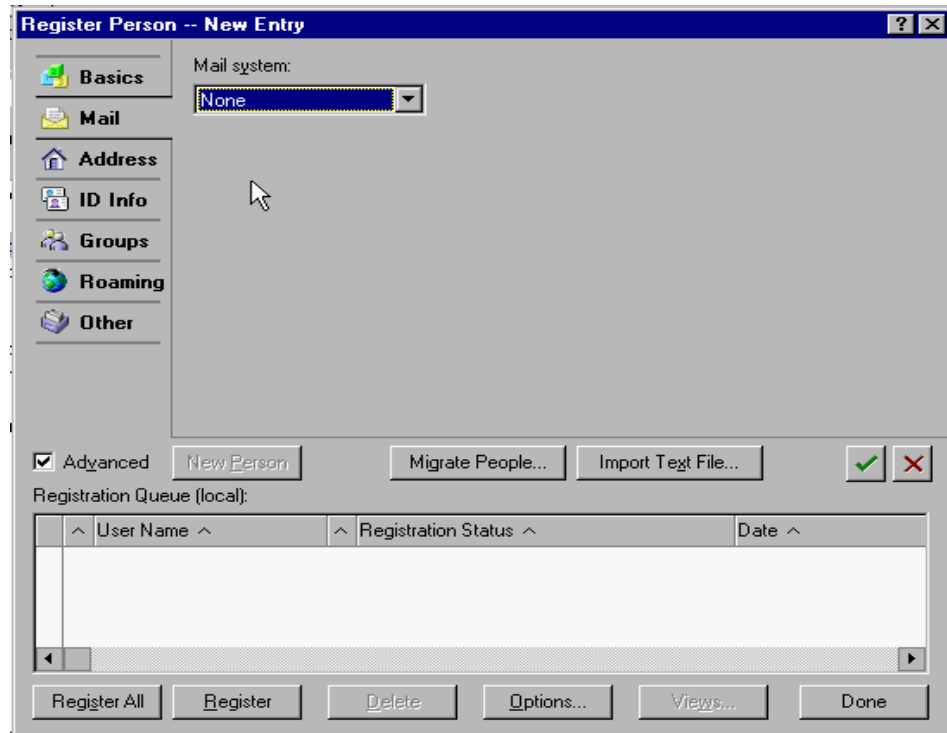 Register Person -- New Entry
Basics
Mail
Address
ID Info
Groups
Roaming
Other
Mail system:
None
Advanced New Person Migrate People... Import Text File...
Registration Queue (local):
User Name Registration Status Date
Register All Register Delete Options... Views... Done